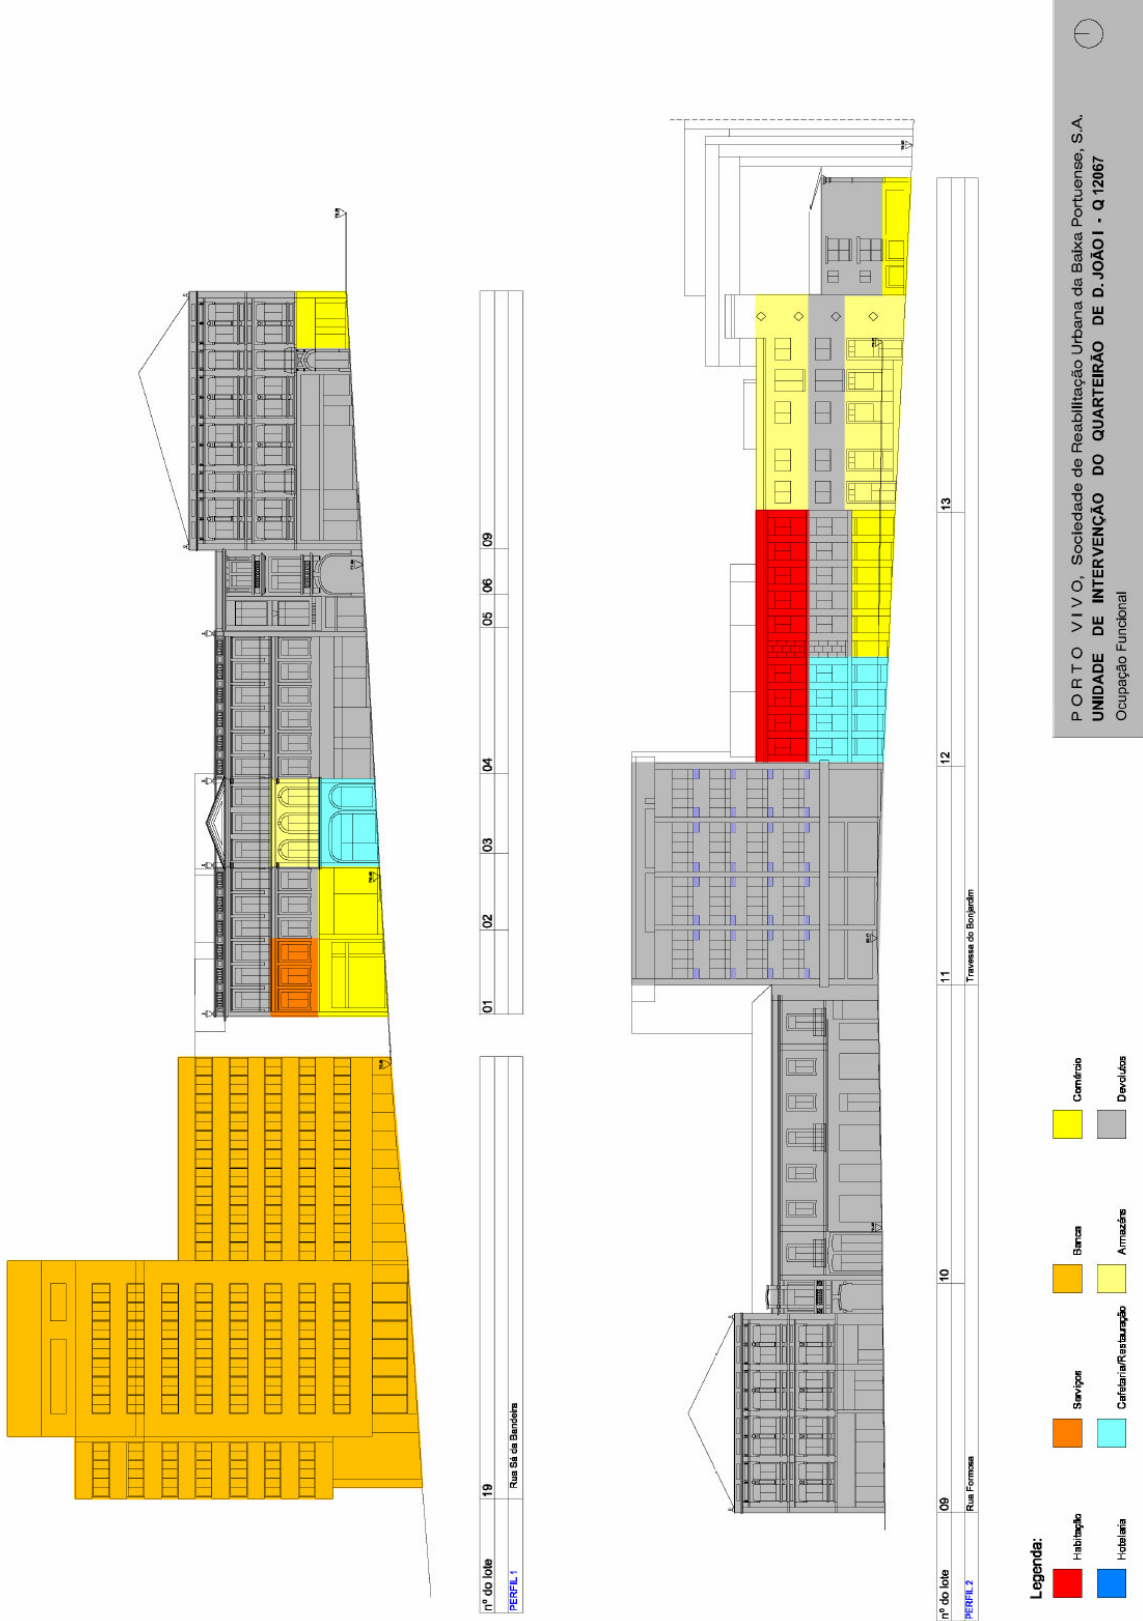 nº do lote 19 01 02 03 04 05 06 09
PERFIL 1 Rua Sá da Bandeira
nº do lote 09 10 11 12 13
PERFIL 2 Rua Formosa Travessa do Bonjardim
Legenda:
Habitação Serviços Banca Comércio
Hotelaria Cafetaria/Restauração Armazéns Devolutos
PORTO VIVO, Sociedade de Reabilitação Urbana da Baixa Portuense, S.A.
UNIDADE DE INTERVENÇÃO DO QUARTEIRÃO DE D. JOÃO I - Q 12067
Ocupação Funcional